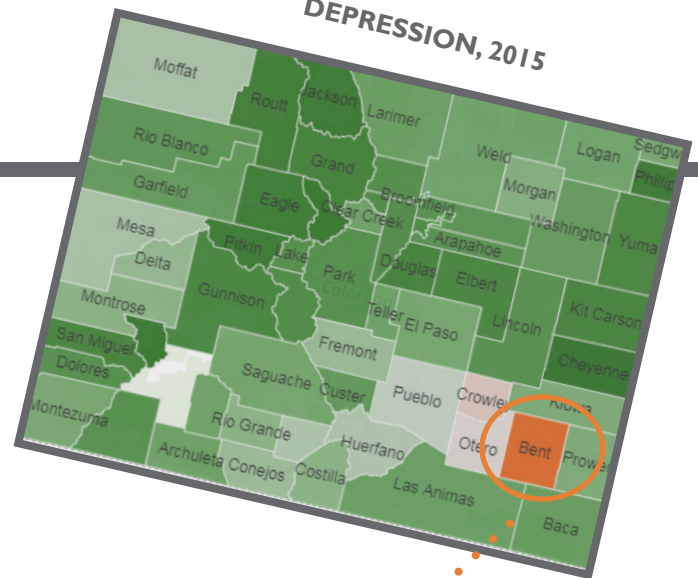 DEPRESSION, 2015
Moffat
Routt
Jackson
Larimer
Weld
Logan
Sedgw
Phillip
Rio Blanco
Grand
Morgan
Garfield
Eagle
Clear Creek
Broomfield
Washington
Yuma
Mesa
Pitkin
Lake
Arapahoe
Delta
Park
Douglas
Elbert
Colorado
Gunnison
Montrose
Teller
El Paso
Lincoln
Kit Carson
San Miguel
Fremont
Cheyenne
Dolores
Saguache
Custer
Pueblo
Crowley
Kiowa
Montezuma
Rio Grande
Huerfano
Otero
Bent
Prowe
Archuleta
Conejos
Costilla
Las Animas
Baca